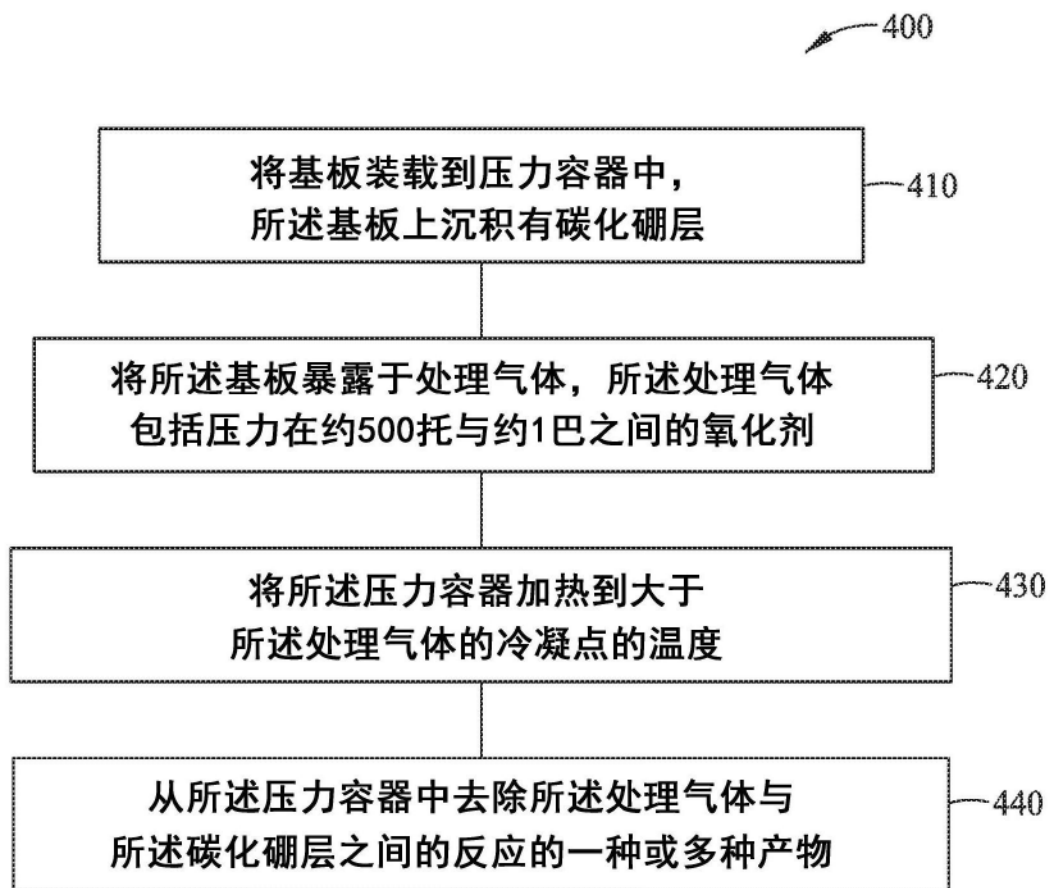 400
将基板装载到压力容器中，
所述基板上沉积有碳化硼层
410
将所述基板暴露于处理气体，所述处理气体
包括压力在约500托与约1巴之间的氧化剂
420
将所述压力容器加热到大于
所述处理气体的冷凝点的温度
430
从所述压力容器中去除所述处理气体与
所述碳化硼层之间的反应的一种或多种产物
440